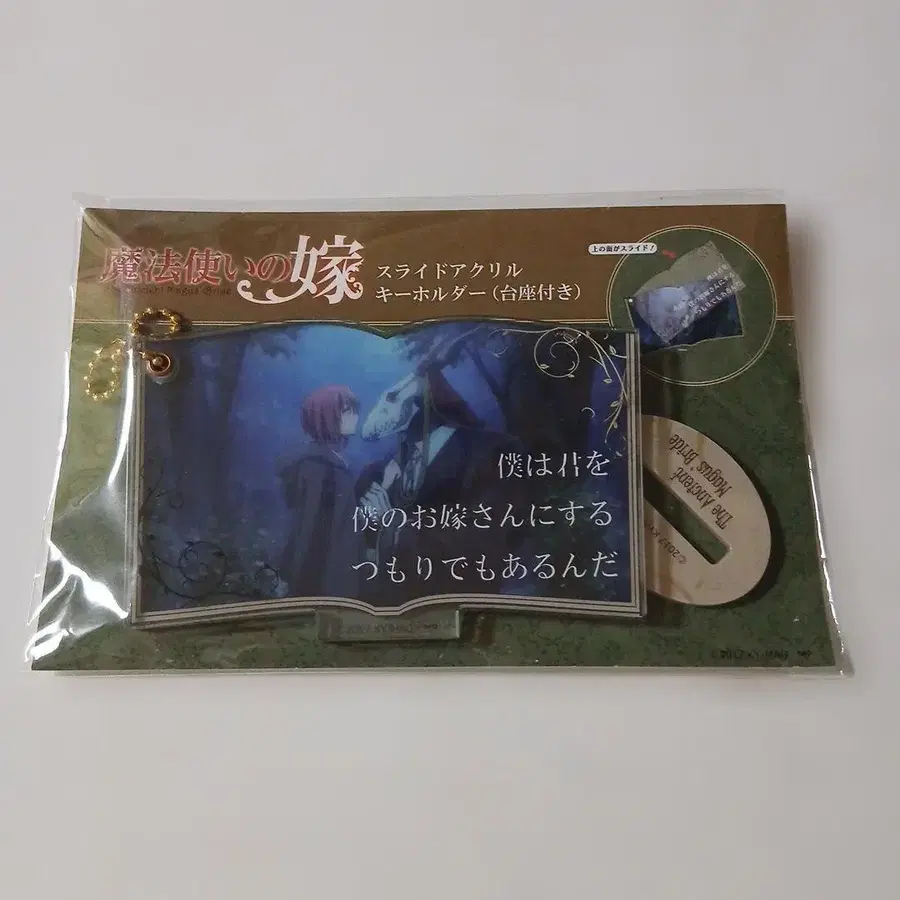 魔法使いの嫁
スライドアクリル
キーホルダー(台座付き)
上の面がスライド!
僕は君を
僕のお嫁さんにする
つもりでもあるんだ
The Ancient
Magus Bride